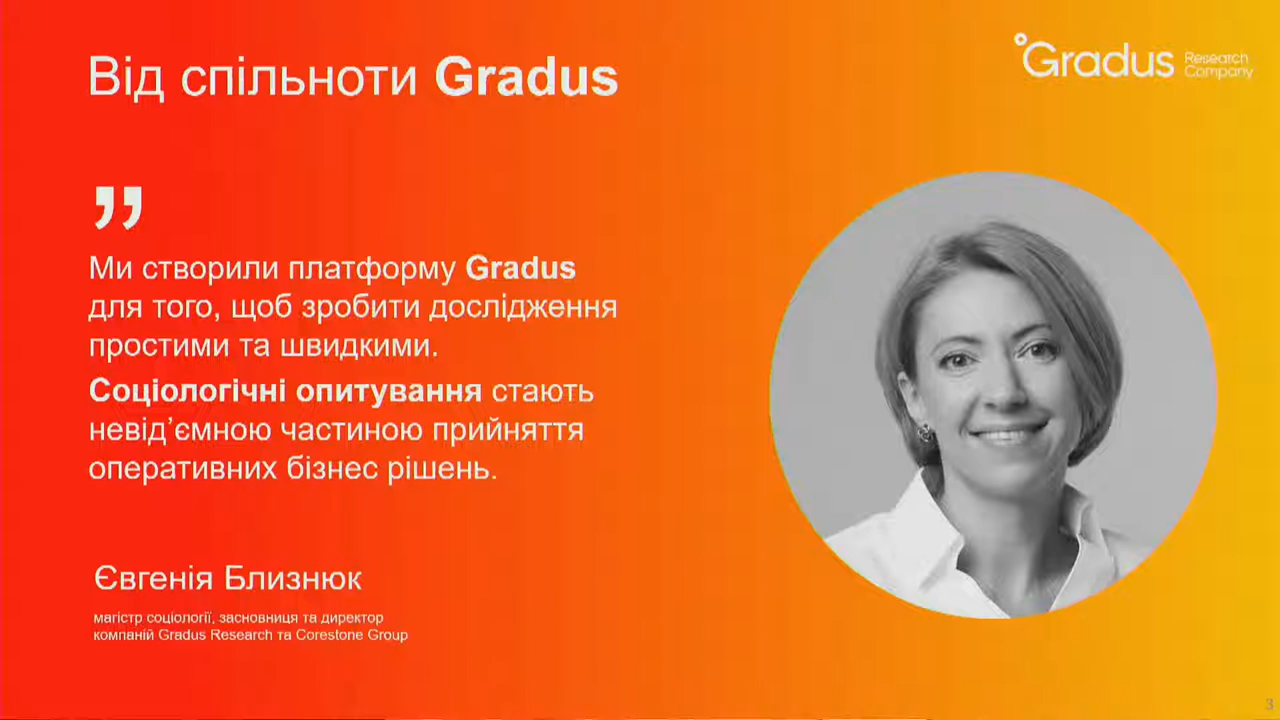 Від спільноти Gradus
Gradus Research Company
”
Ми створили платформу Gradus
для того, щоб зробити дослідження
простими та швидкими.
Соціологічні опитування стають
невід’ємною частиною прийняття
оперативних бізнес рішень.
Євгенія Близнюк
магістр соціології, засновниця та директор
компаній Gradus Research та Corestone Group
3